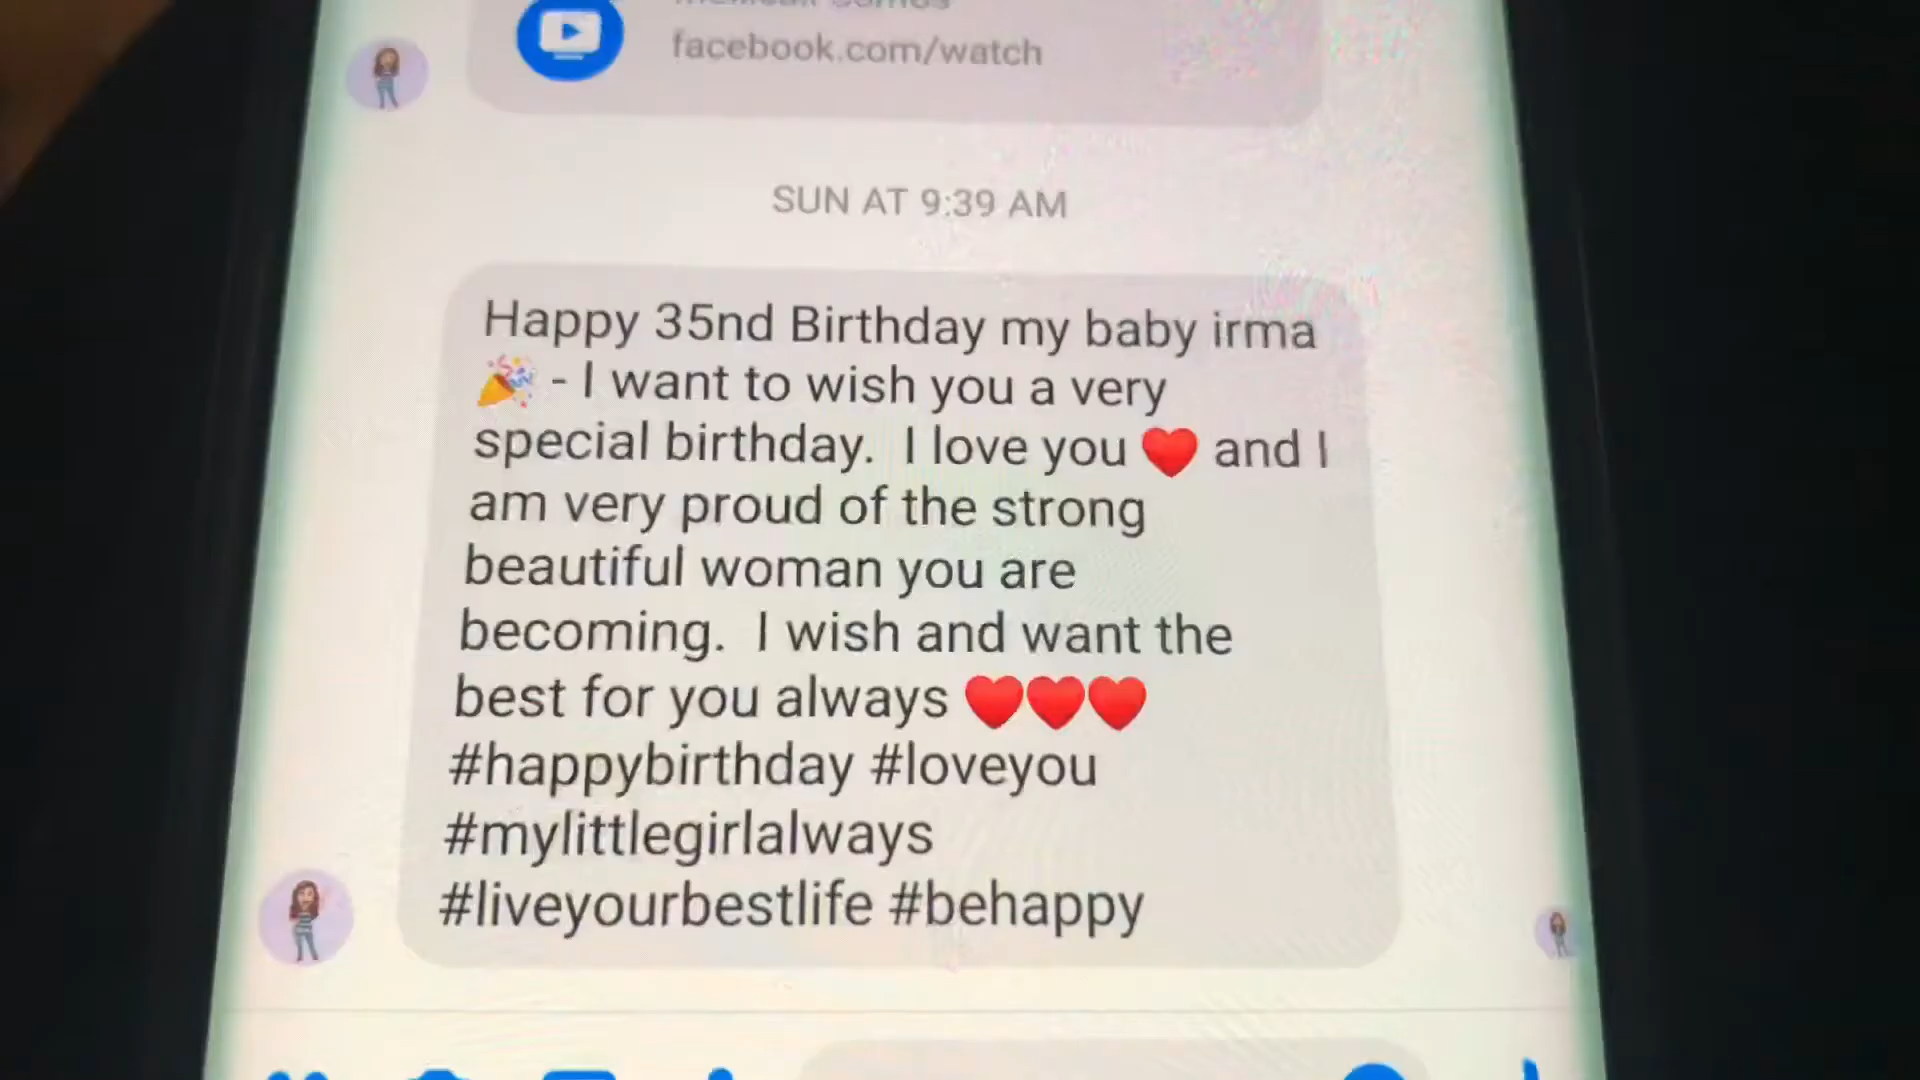 facebook.com/watch
SUN AT 9:39 AM
Happy 35nd Birthday my baby irma
🎉 - I want to wish you a very
special birthday.  I love you ❤️ and I
am very proud of the strong
beautiful woman you are
becoming.  I wish and want the
best for you always ❤️❤️❤️
#happybirthday #loveyou
#mylittlegirlalways
#liveyourbestlife #behappy